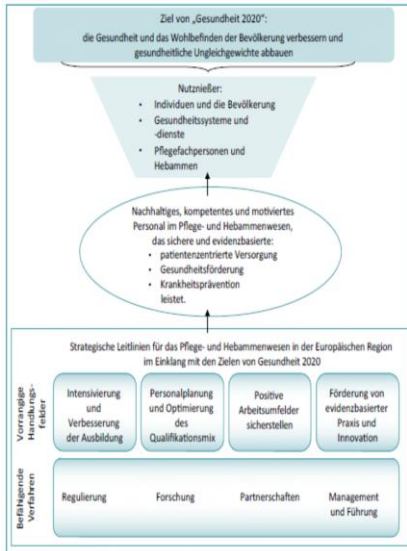 Ziel von „Gesundheit 2020“:
die Gesundheit und das Wohlbefinden der Bevölkerung verbessern und
gesundheitliche Ungleichgewichte abbauen
Nutznießer:
• Individuen und die Bevölkerung
• Gesundheitssysteme und
-dienste
• Pflegefachpersonen und
Hebammen
Nachhaltiges, kompetentes und motiviertes
Personal im Pflege- und Hebammenwesen,
das sichere und evidenzbasierte:
• patientenzentrierte Versorgung
• Gesundheitsförderung
• Krankheitsprävention
leistet.
Strategische Leitlinien für das Pflege- und Hebammenwesen in der Europäischen Region
im Einklang mit den Zielen von Gesundheit 2020
Vorrangige
Handlungs-
felder
Intensivierung
und
Verbesserung
der Ausbildung
Personalplanung
und Optimierung
des
Qualifikationsmix
Positive
Arbeitsumfelder
sicherstellen
Förderung von
evidenzbasierter
Praxis und
Innovation
Befähigende
Verfahren
Regulierung
Forschung
Partnerschaften
Management
und Führung